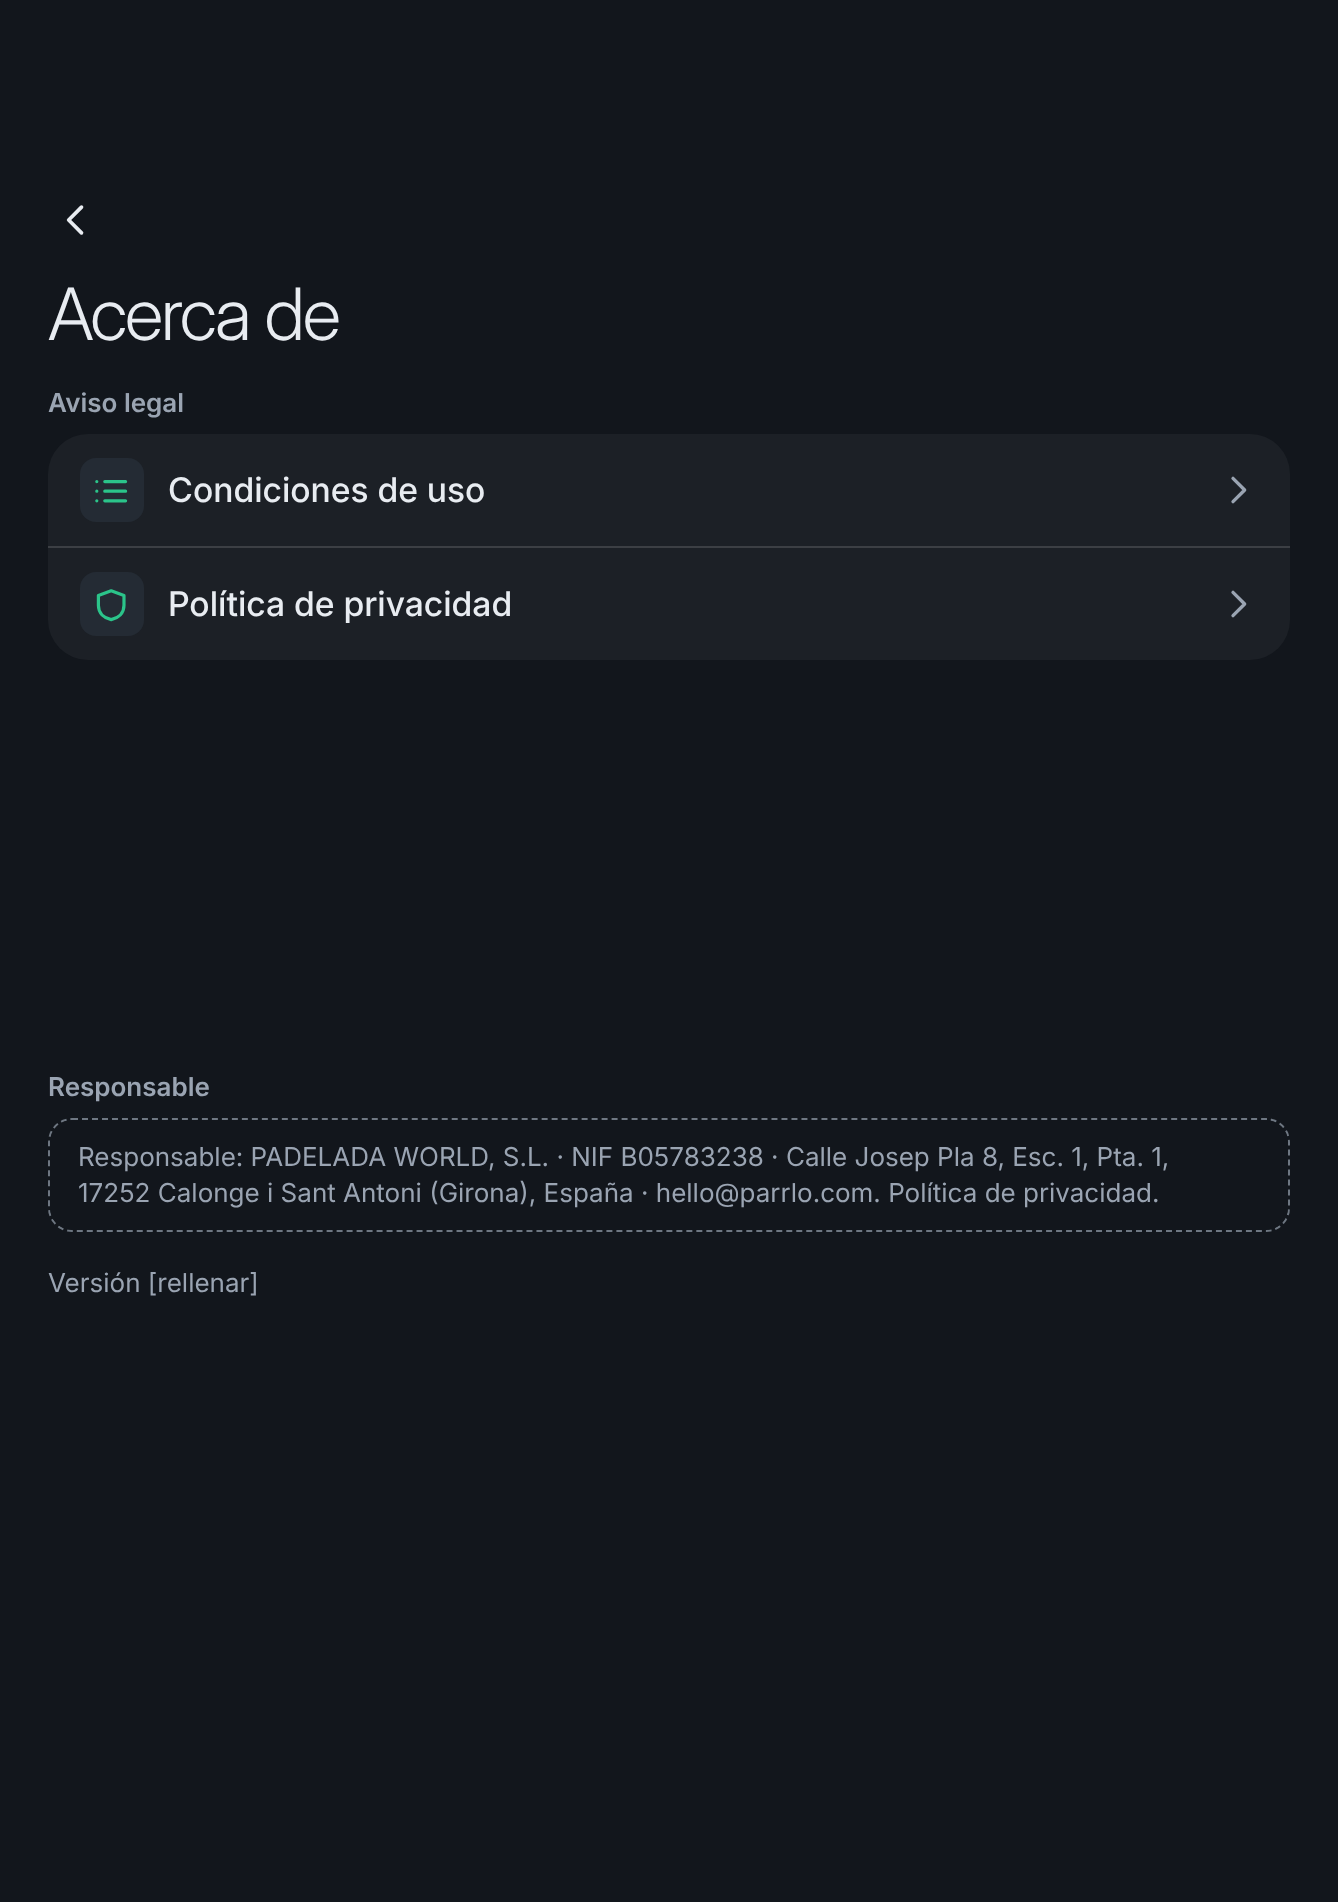 Acerca de
Aviso legal
Condiciones de uso
Política de privacidad
Responsable
Responsable: PADELADA WORLD, S.L. · NIF B05783238 · Calle Josep Pla 8, Esc. 1, Pta. 1,
17252 Calonge i Sant Antoni (Girona), España · hello@parrlo.com. Política de privacidad.
Versión [rellenar]